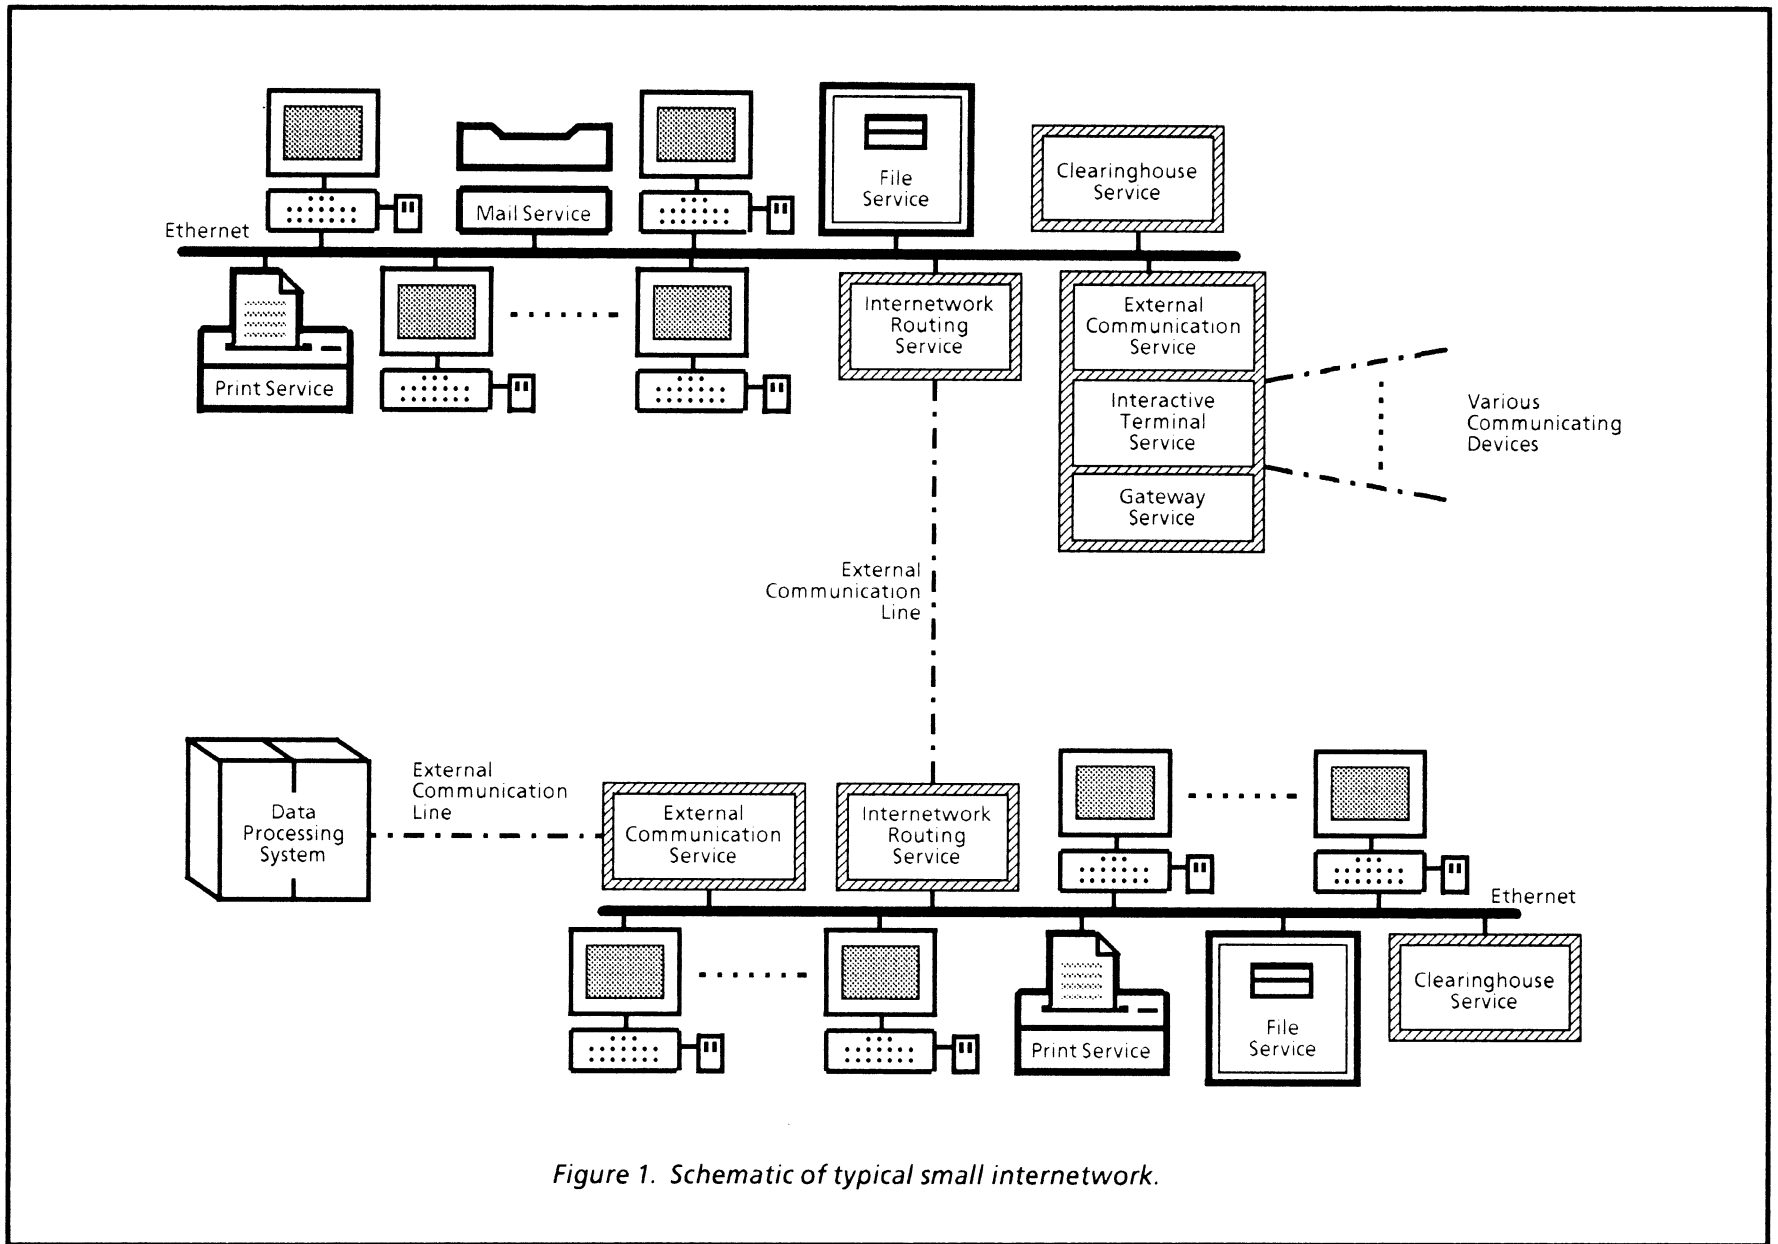 File
Service
Clearinghouse
Service
Mail Service
Ethernet
Internetwork
Routing
Service
External
Communication
Service
Print Service
Interactive
Terminal
Service
Various
Communicating
Devices
Gateway
Service
External
Communication
Line
External
Communication
Line
Data
Processing
System
External
Communication
Service
Internetwork
Routing
Service
Ethernet
Clearinghouse
Service
File
Service
Print Service
Figure 1. Schematic of typical small internetwork.